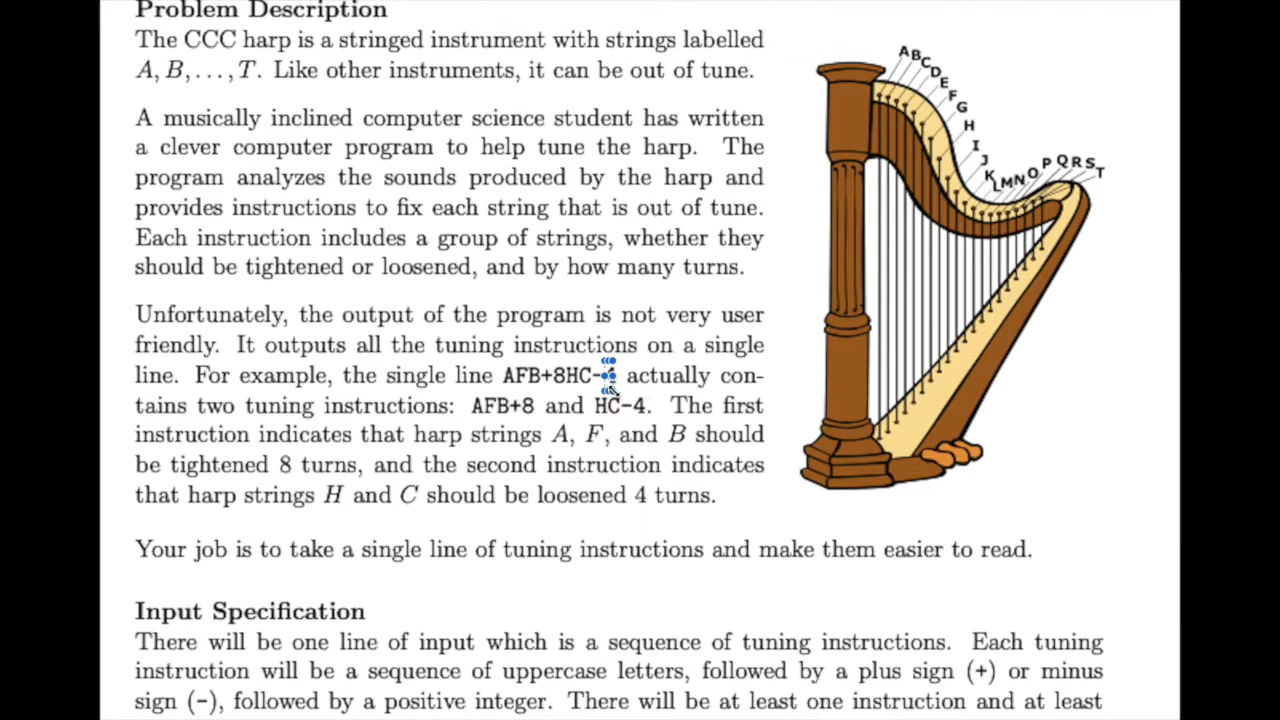 Problem Description
The CCC harp is a stringed instrument with strings labelled
A, B, . . . , T. Like other instruments, it can be out of tune.
A musically inclined computer science student has written
a clever computer program to help tune the harp. The
program analyzes the sounds produced by the harp and
provides instructions to fix each string that is out of tune.
Each instruction includes a group of strings, whether they
should be tightened or loosened, and by how many turns.
Unfortunately, the output of the program is not very user
friendly. It outputs all the tuning instructions on a single
line. For example, the single line AFB+8HC- actually con-
tains two tuning instructions: AFB+8 and HC-4. The first
instruction indicates that harp strings A, F, and B should
be tightened 8 turns, and the second instruction indicates
that harp strings H and C should be loosened 4 turns.
A B C D E F G H I J K L M N O P Q R S T
Your job is to take a single line of tuning instructions and make them easier to read.
Input Specification
There will be one line of input which is a sequence of tuning instructions. Each tuning
instruction will be a sequence of uppercase letters, followed by a plus sign (+) or minus
sign (-), followed by a positive integer. There will be at least one instruction and at least